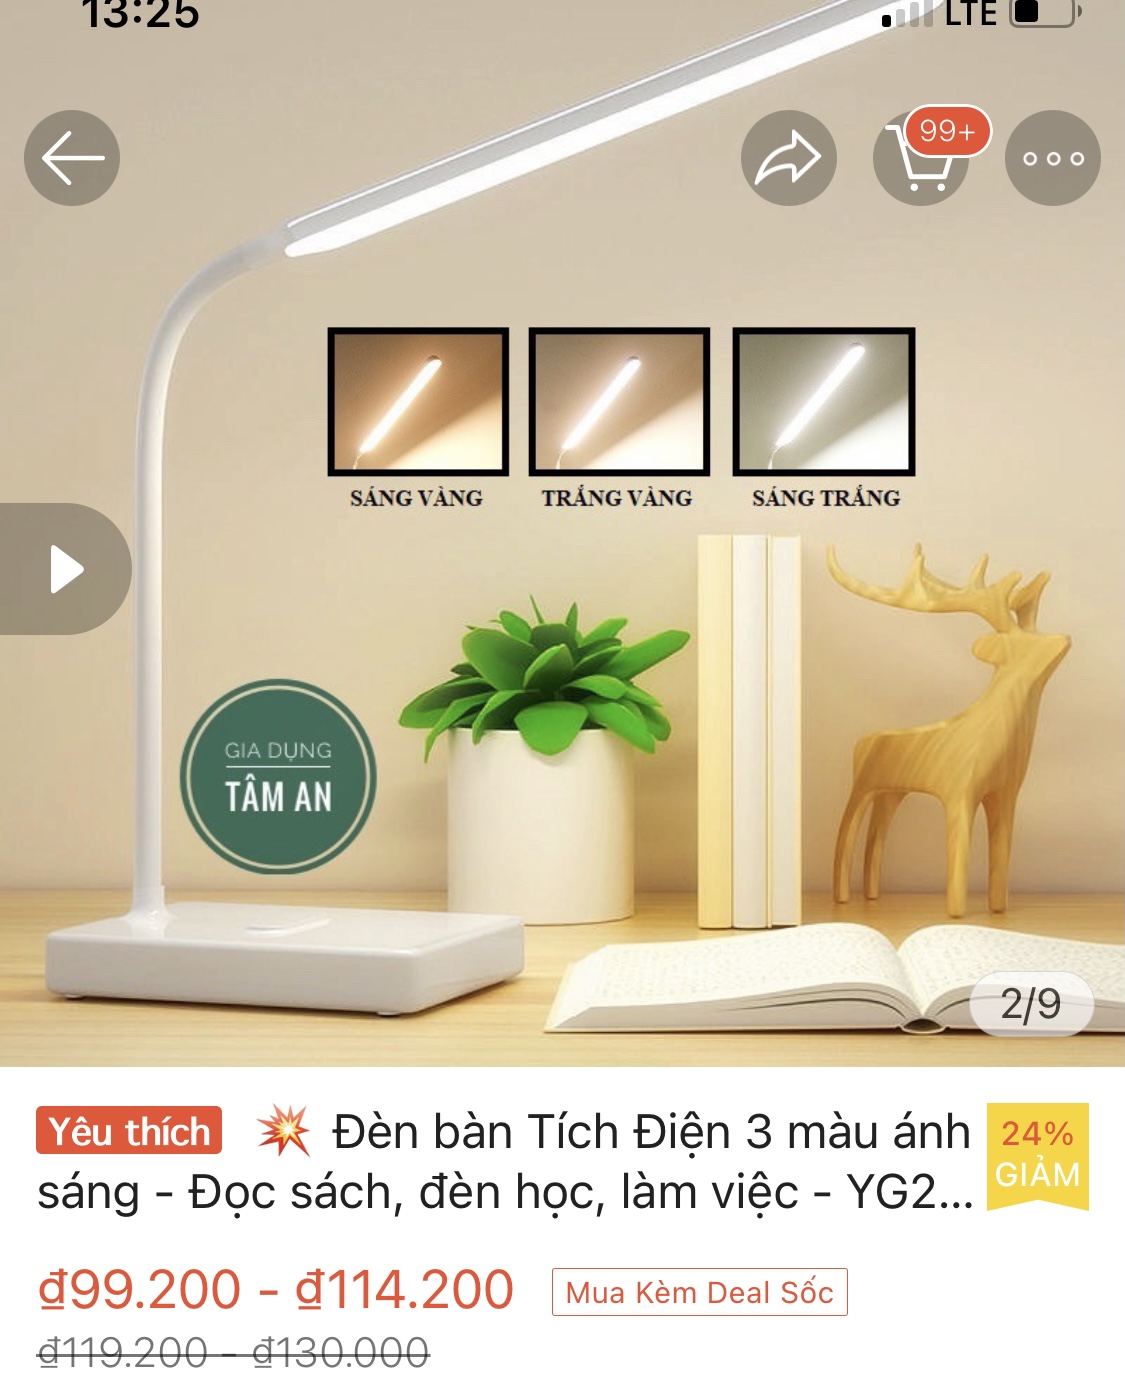 13:25
LTE
99+
SÁNG VÀNG
TRẮNG VÀNG
SÁNG TRẮNG
GIA DỤNG
TÂM AN
2/9
Yêu thích 💥 Đèn bàn Tích Điện 3 màu ánh
sáng - Đọc sách, đèn học, làm việc - YG2...
24%
GIẢM
₫99.200 - ₫114.200
Mua Kèm Deal Sốc
₫119.200 - ₫130.000